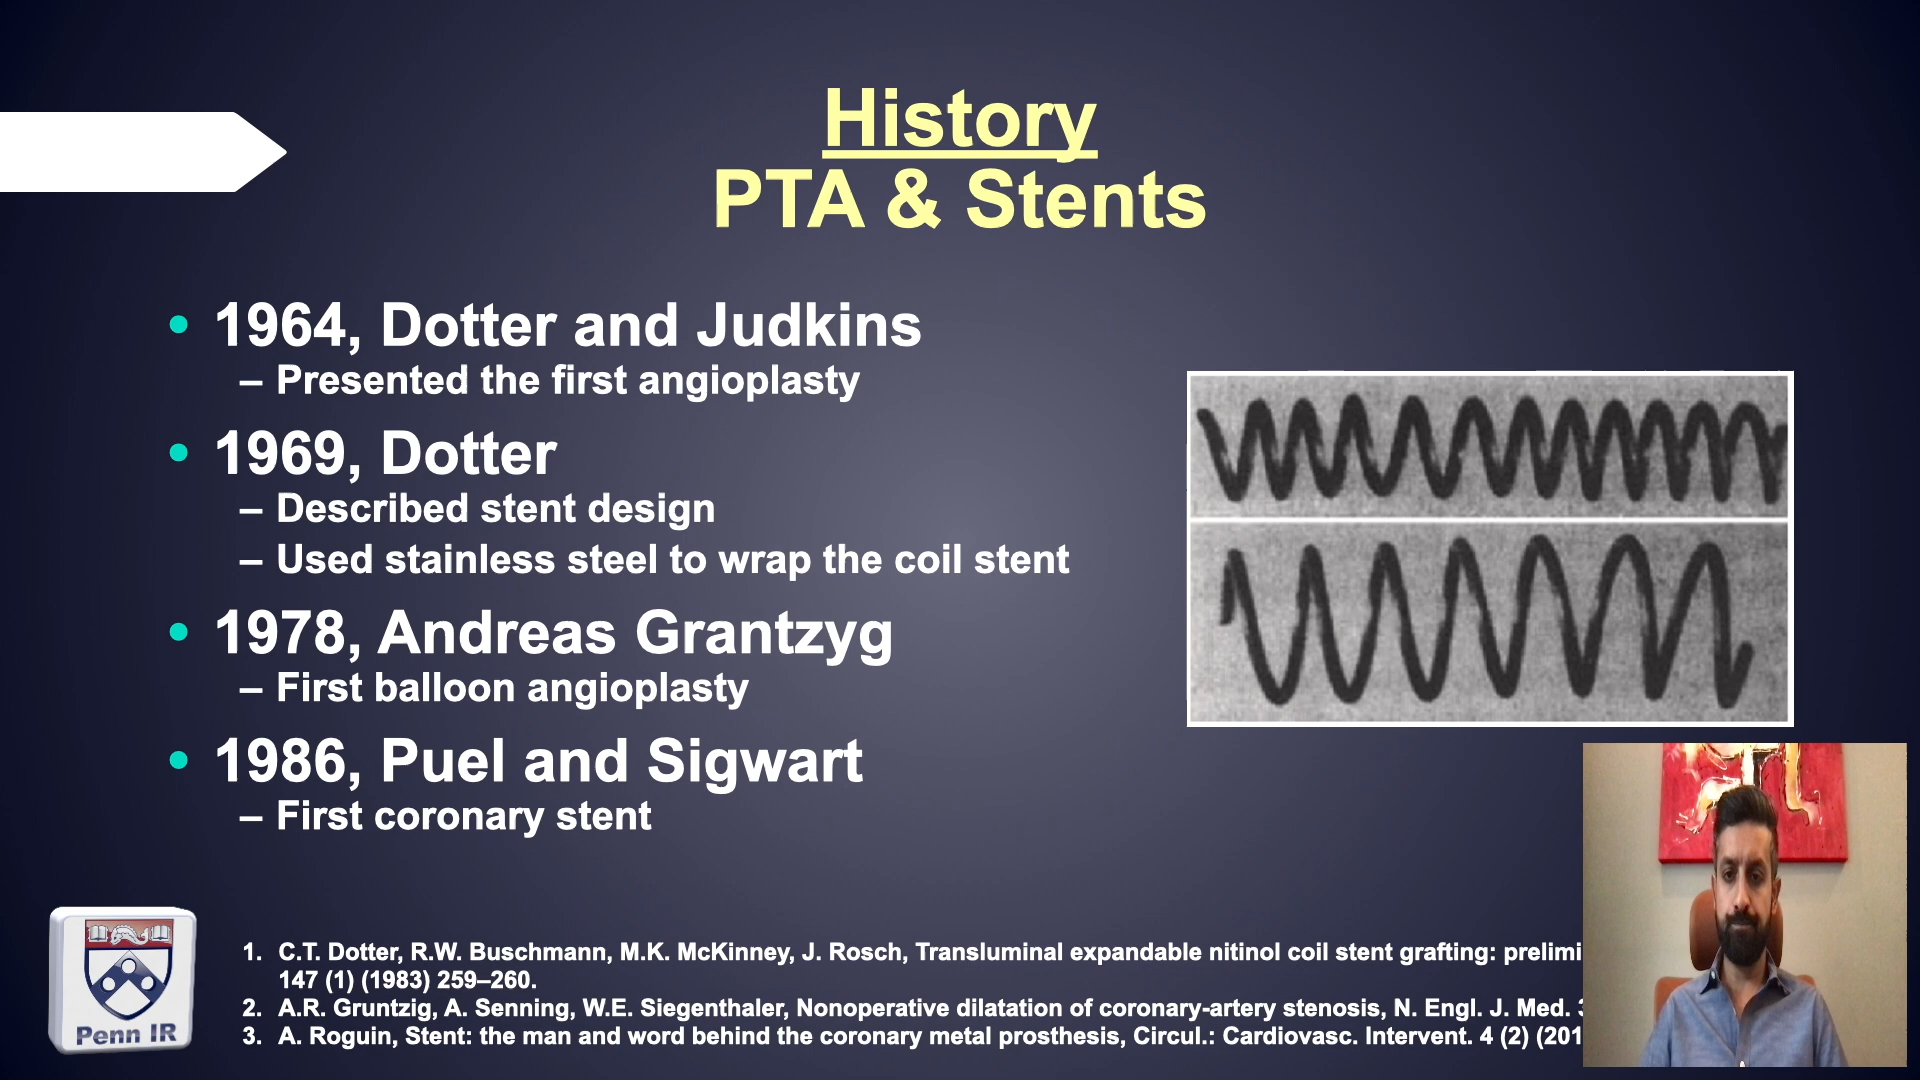 History
PTA & Stents
• 1964, Dotter and Judkins
– Presented the first angioplasty
• 1969, Dotter
– Described stent design
– Used stainless steel to wrap the coil stent
• 1978, Andreas Grantzyg
– First balloon angioplasty
• 1986, Puel and Sigwart
– First coronary stent
1. C.T. Dotter, R.W. Buschmann, M.K. McKinney, J. Rosch, Transluminal expandable nitinol coil stent grafting:
147 (1) (1983) 259–260.
2. A.R. Gruntzig, A. Senning, W.E. Siegenthaler, Nonoperative dilatation of coronary-artery stenosis, N. Engl. J. Med.
3. A. Roguin, Stent: the man and word behind the coronary metal prosthesis, Circul.: Cardiovasc. Intervent. 4 (2)
Penn IR